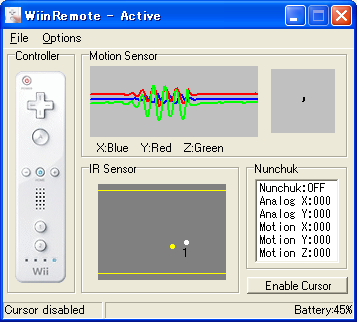 WiinRemote - Active
File Options
Controller
Wii
Motion Sensor
X:Blue Y:Red Z:Green
IR Sensor
1
Nunchuk
Nunchuk:OFF
Analog X:000
Analog Y:000
Motion X:000
Motion Y:000
Motion Z:000
Enable Cursor
Cursor disabled
Battery:45%